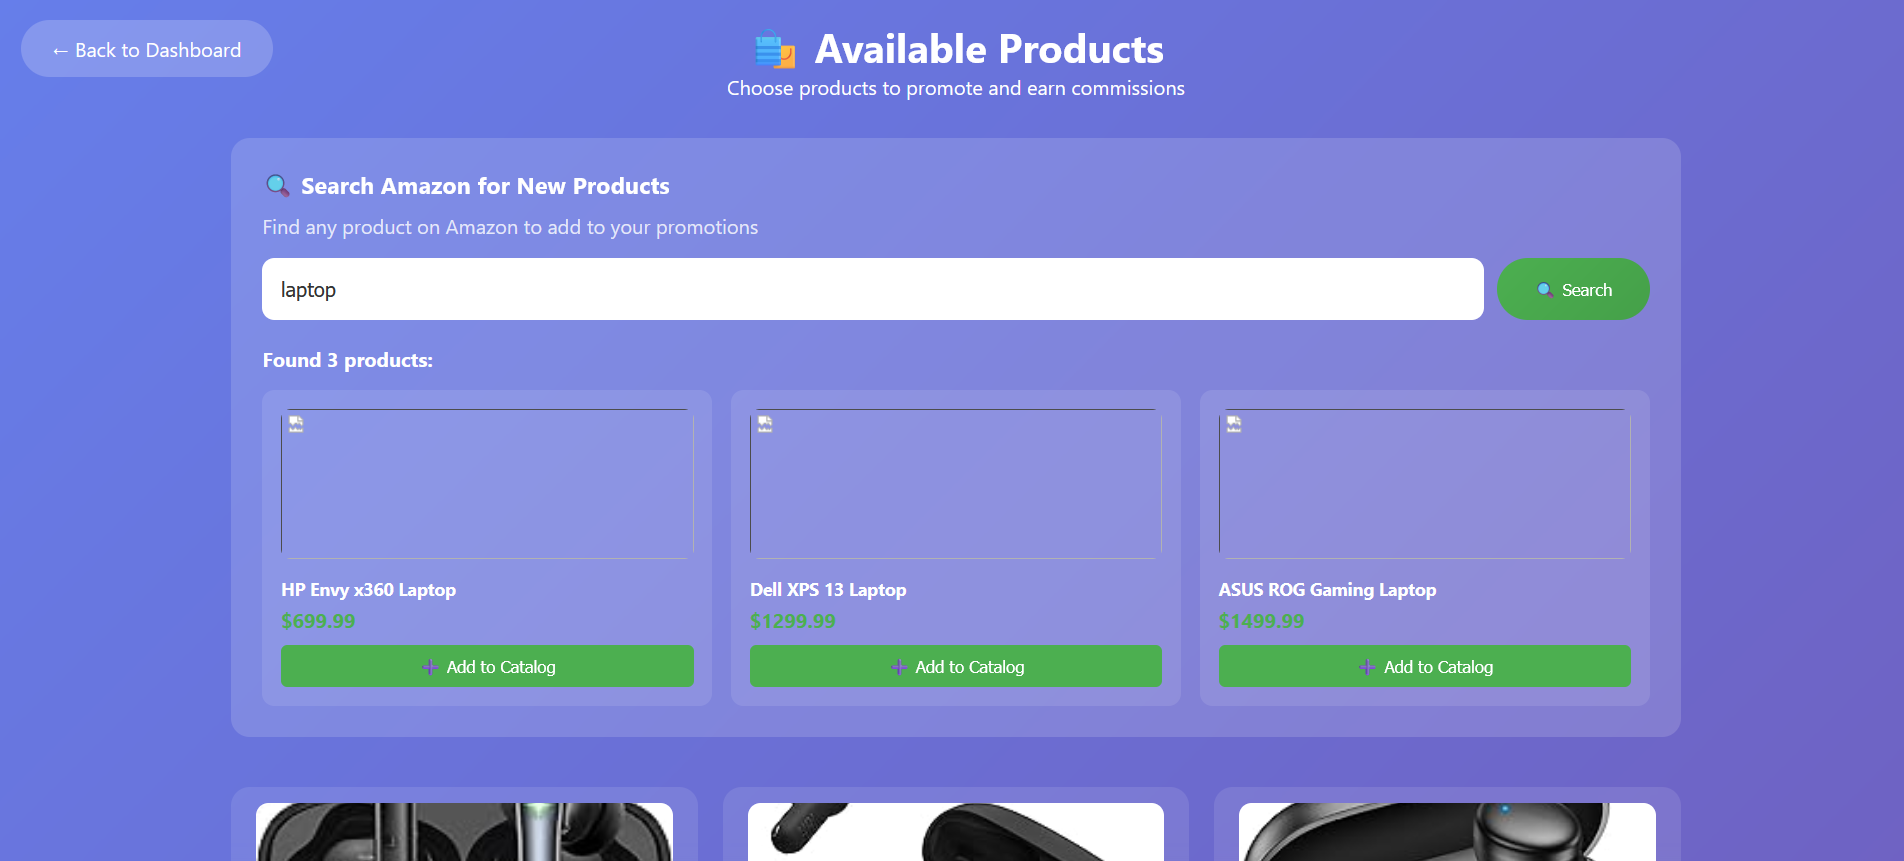 ← Back to Dashboard
Available Products
Choose products to promote and earn commissions
Search Amazon for New Products
Find any product on Amazon to add to your promotions
laptop
Search
Found 3 products:
HP Envy x360 Laptop
$699.99
Add to Catalog
Dell XPS 13 Laptop
$1299.99
Add to Catalog
ASUS ROG Gaming Laptop
$1499.99
Add to Catalog